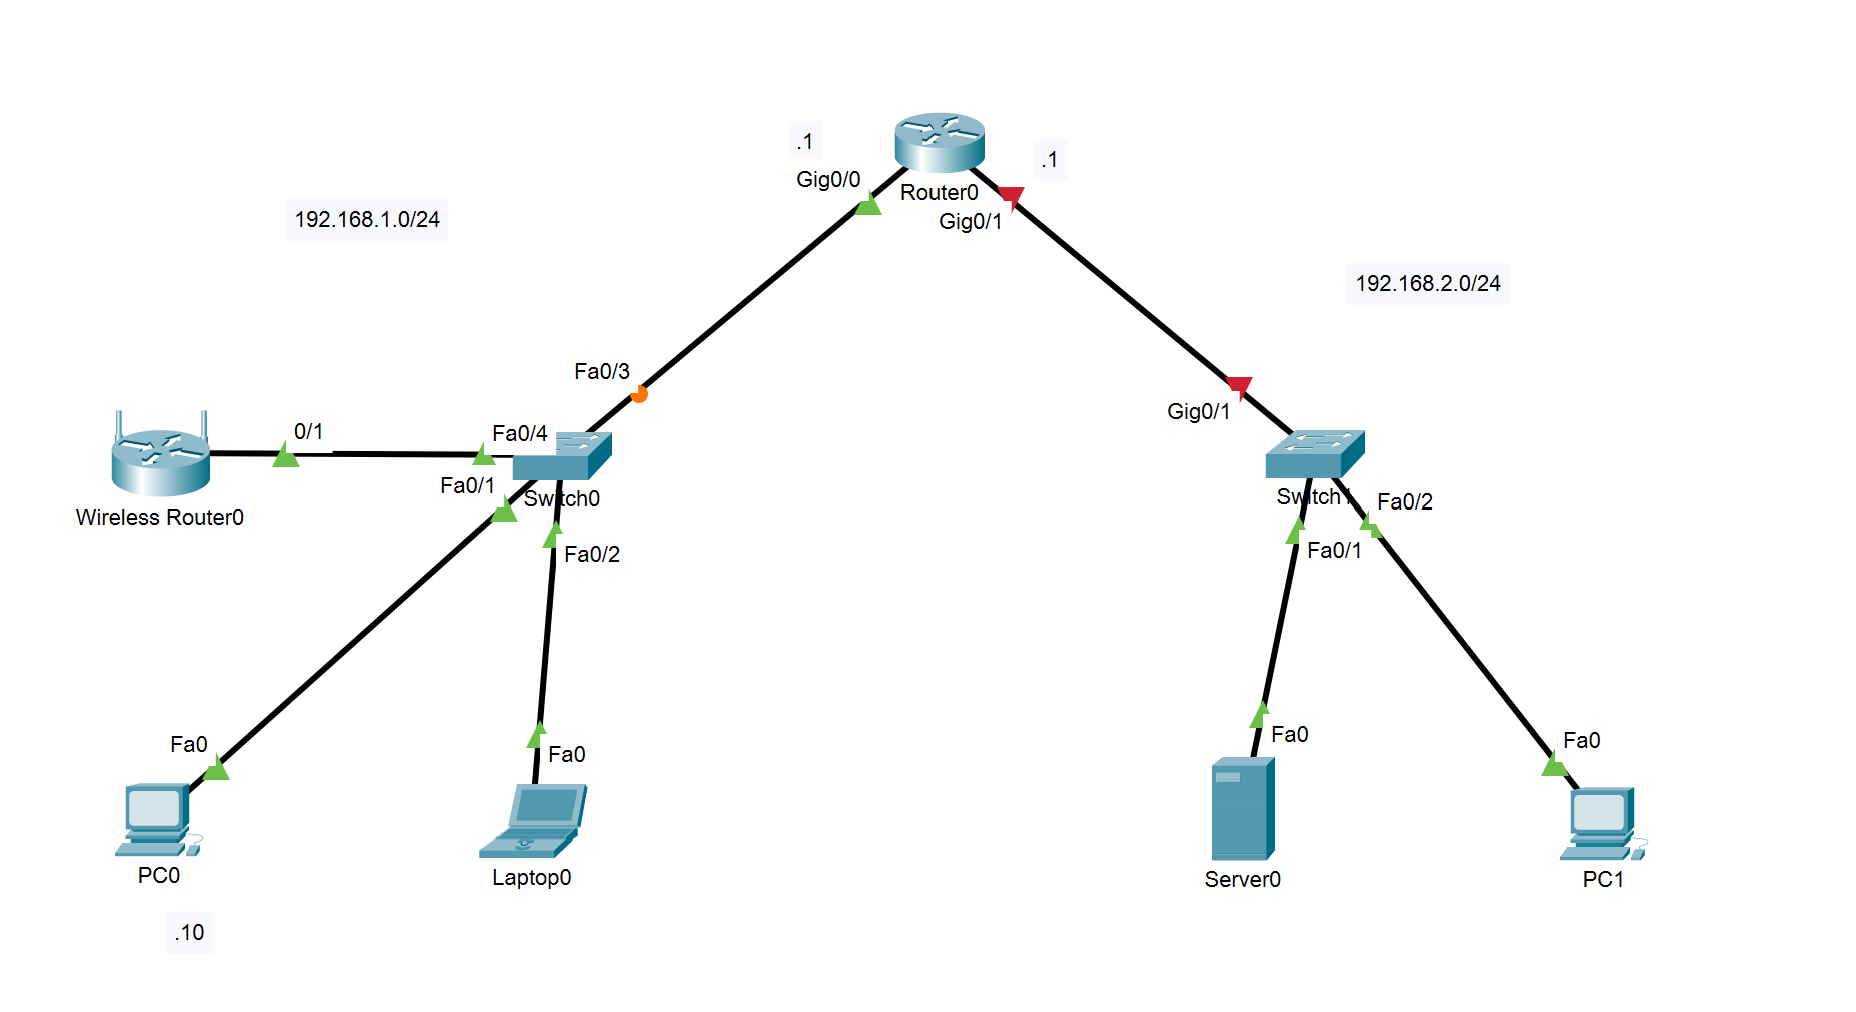 .1
.1
Gig0/0
Router0
Gig0/1
192.168.1.0/24
192.168.2.0/24
Fa0/3
Gig0/1
0/1
Fa0/4
Fa0/1
Switch0
Wireless Router0
Fa0/2
Switch1
Fa0/2
Fa0/1
Fa0
Fa0
Fa0
Fa0
PC0
Laptop0
Server0
PC1
.10